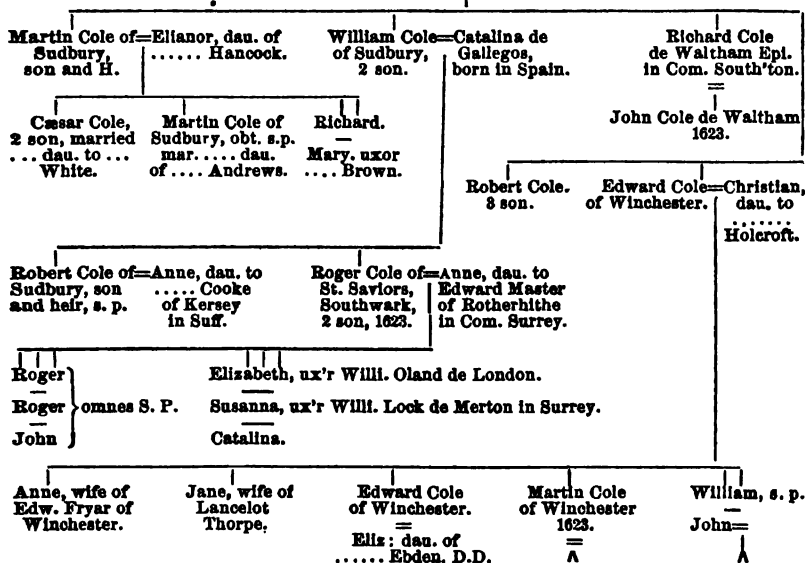 Martin Cole of=Elianor, dau. of
Sudbury, ...... Hancock.
son and H.
William Cole=Catalina de
of Sudbury, Gallegos,
2 son. born in Spain.
Richard Cole
de Waltham Epi.
in Com. South'ton.
=
John Cole de Waltham
1623.
Cæsar Cole,
2 son, married
... dau. to ...
White.
Martin Cole of
Sudbury, obt. s.p.
mar. .... dau.
of .... Andrews.
Richard.
—
Mary. uxor
.... Brown.
Robert Cole.
3 son.
Edward Cole=Christian,
of Winchester. dau. to
.......
Holcroft.
Robert Cole of=Anne, dau. to
Sudbury, son ..... Cooke
and heir, s. p. of Kersey
in Suff.
Roger Cole of=Anne, dau. to
St. Saviors, Edward Master
Southwark, of Rotherhithe
2 son, 1623. in Com. Surrey.
Roger
—
Roger } omnes S. P.
—
John
Elizabeth, ux'r Willi. Oland de London.
—
Susanna, ux'r Willi. Lock de Merton in Surrey.
—
Catalina.
Anne, wife of
Edw. Fryar of
Winchester.
Jane, wife of
Lancelot
Thorpe.
Edward Cole
of Winchester.
=
Eliz: dau. of
...... Ebden, D.D.
Martin Cole
of Winchester
1623.
=
William, s. p.
—
John=